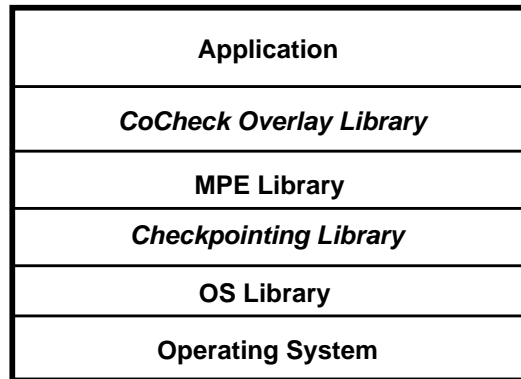 Application
CoCheck Overlay Library
MPE Library
Checkpointing Library
OS Library
Operating System